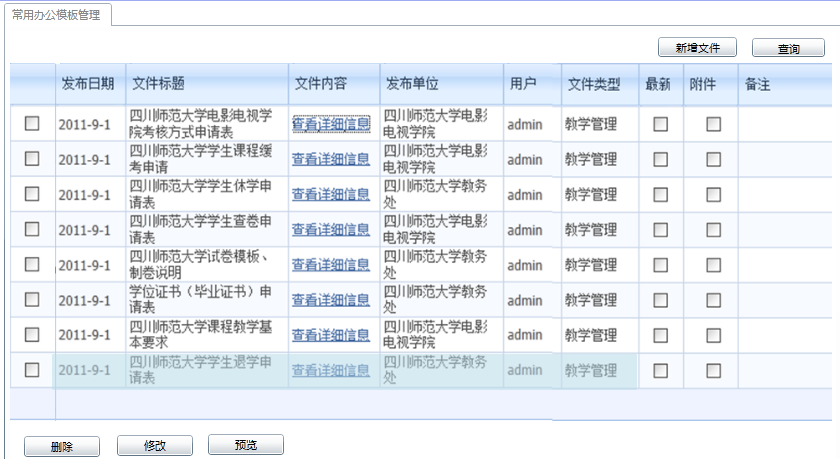 常用办公模板管理
新增文件 查询
发布日期 文件标题 文件内容 发布单位 用户 文件类型 最新 附件 备注
2011-9-1 四川师范大学电影电视学 查看详细信息 四川师范大学电影 admin 教学管理
院考核方式申请表 电视学院
2011-9-1 四川师范大学学生课程缓 查看详细信息 四川师范大学电影 admin 教学管理
考申请 电视学院
2011-9-1 四川师范大学学生休学申 查看详细信息 四川师范大学教务 admin 教学管理
请表 处
2011-9-1 四川师范大学学生查卷申 查看详细信息 四川师范大学电影 admin 教学管理
请表 电视学院
2011-9-1 四川师范大学试卷模板、 查看详细信息 四川师范大学教务 admin 教学管理
制卷说明 处
2011-9-1 学位证书（毕业证书）申 查看详细信息 四川师范大学教务 admin 教学管理
请表 处
2011-9-1 四川师范大学课程教学基 查看详细信息 四川师范大学电影 admin 教学管理
本要求 电视学院
2011-9-1 四川师范大学学生退学申 查看详细信息 四川师范大学教务 admin 教学管理
请表 处
删除 修改 预览